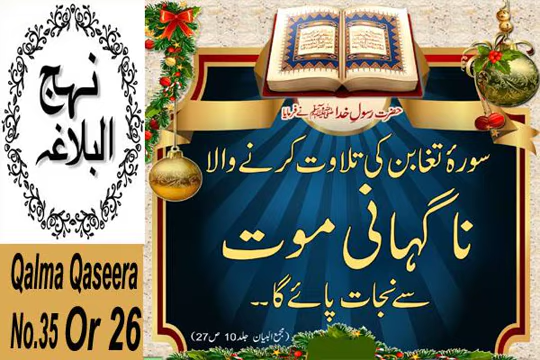 نہج
البلاغہ
Qalma Qaseera
No.35 Or 26
حضرت رسول خدا ﷺ نے فرمایا
سورۂ تغابن کی تلاوت کرنے والا
ناگہانی موت
سے نجات پائے گا۔۔
(مجمع البیان جلد 10 ص 27)